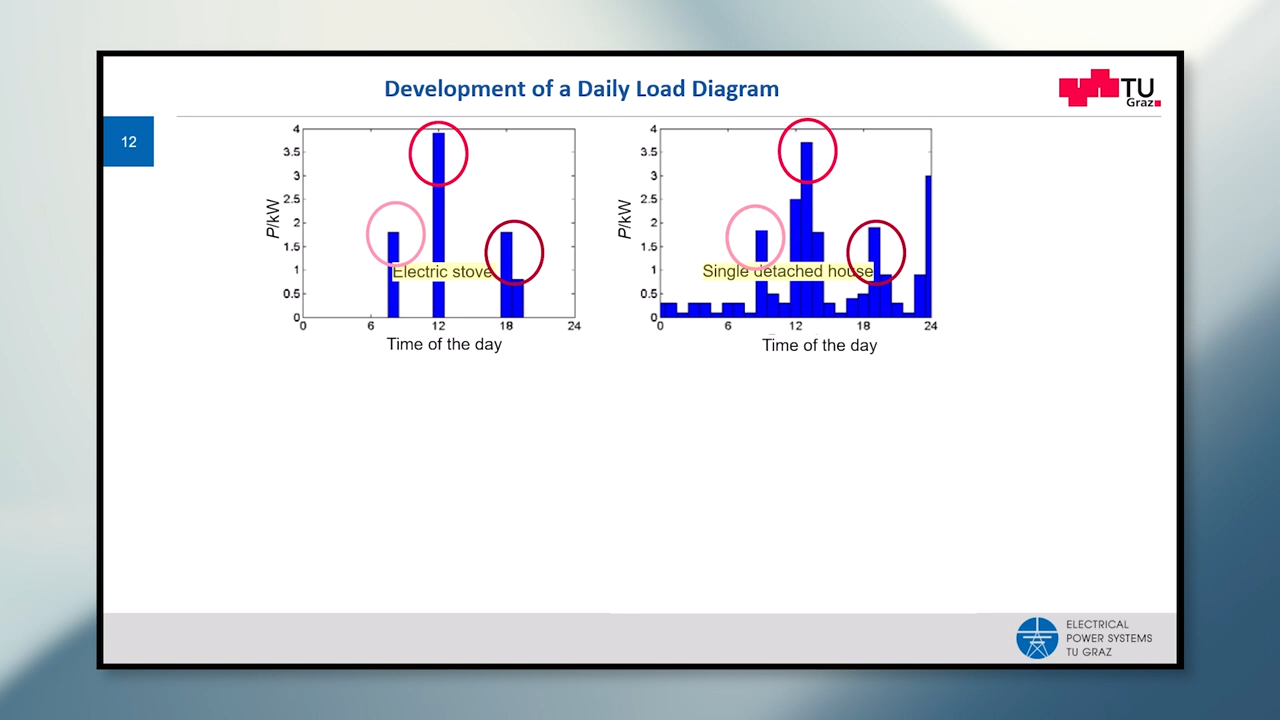 Development of a Daily Load Diagram
TU
Graz
12
4
3.5
3
2.5
2
1.5
1
0.5
0
P/kW
Electric stove
0 6 12 18 24
Time of the day
4
3.5
3
2.5
2
1.5
1
0.5
0
P/kW
Single detached house
0 6 12 18 24
Time of the day
ELECTRICAL
POWER SYSTEMS
TU GRAZ